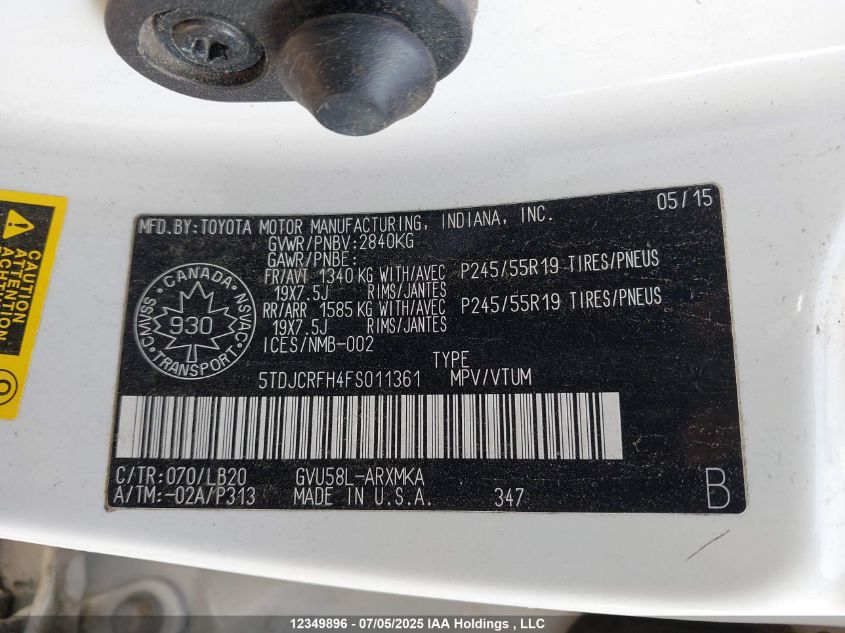 MFD.BY:TOYOTA MOTOR MANUFACTURING, INDIANA, INC. 05/15
GVWR/PNBV:2840KG
GAWR/PNBE:
FR/AVT 1340 KG WITH/AVEC P245/55R19 TIRES/PNEUS
19X7.5J RIMS/JANTES
RR/ARR 1585 KG WITH/AVEC P245/55R19 TIRES/PNEUS
19X7.5J RIMS/JANTES
ICES/NMB-002
TYPE
5TDJCRFH4FS011361 MPV/VTUM
CANADA
CMVSS NSVAC
930
TRANSPORT
C/TR:070/LB20 GVU58L-ARXMKA
A/TM:-02A/P313 MADE IN U.S.A. 347 B
CAUTION
ACHTUNG
ATTENTION
12349896 - 07/05/2025 IAA Holdings , LLC